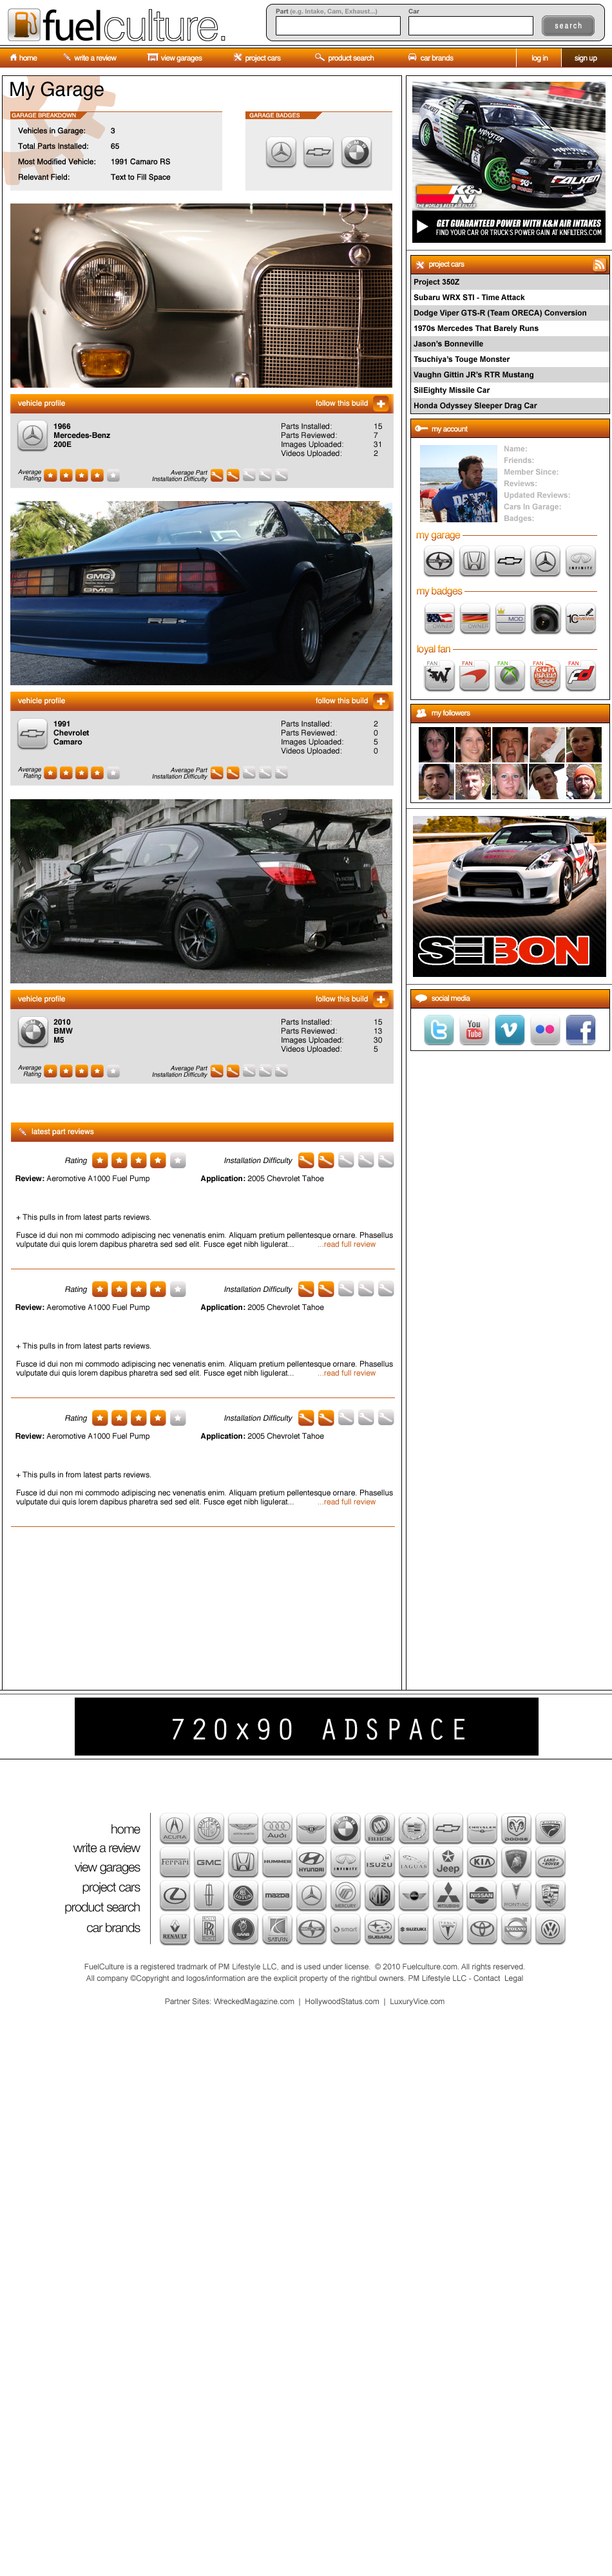 fuelculture.
Part (e.g. Intake, Cam, Exhaust...)
Car
search
home
write a review
view garages
project cars
product search
car brands
log in
sign up
My Garage
GARAGE BREAKDOWN
Vehicles in Garage: 3
Total Parts Installed: 65
Most Modified Vehicle: 1991 Camaro RS
Relevant Field: Text to Fill Space
GARAGE BADGES
vehicle profile
follow this build
1966
Mercedes-Benz
200E
Parts Installed: 15
Parts Reviewed: 7
Images Uploaded: 31
Videos Uploaded: 2
Average
Rating
Average Part
Installation Difficulty
GMC
RS
vehicle profile
follow this build
1991
Chevrolet
Camaro
Parts Installed: 2
Parts Reviewed: 0
Images Uploaded: 5
Videos Uploaded: 0
Average
Rating
Average Part
Installation Difficulty
vehicle profile
follow this build
2010
BMW
M5
Parts Installed: 15
Parts Reviewed: 13
Images Uploaded: 30
Videos Uploaded: 5
Average
Rating
Average Part
Installation Difficulty
latest part reviews
Rating
Installation Difficulty
Review: Aeromotive A1000 Fuel Pump
Application: 2005 Chevrolet Tahoe
+ This pulls in from latest parts reviews.
Fusce id dui non mi commodo adipiscing nec venenatis enim. Aliquam pretium pellentesque ornare. Phasellus
vulputate dui quis lorem dapibus pharetra sed sed elit. Fusce eget nibh ligulerat... ...read full review
Rating
Installation Difficulty
Review: Aeromotive A1000 Fuel Pump
Application: 2005 Chevrolet Tahoe
+ This pulls in from latest parts reviews.
Fusce id dui non mi commodo adipiscing nec venenatis enim. Aliquam pretium pellentesque ornare. Phasellus
vulputate dui quis lorem dapibus pharetra sed sed elit. Fusce eget nibh ligulerat... ...read full review
Rating
Installation Difficulty
Review: Aeromotive A1000 Fuel Pump
Application: 2005 Chevrolet Tahoe
+ This pulls in from latest parts reviews.
Fusce id dui non mi commodo adipiscing nec venenatis enim. Aliquam pretium pellentesque ornare. Phasellus
vulputate dui quis lorem dapibus pharetra sed sed elit. Fusce eget nibh ligulerat... ...read full review
MONSTER
FALKEN
K&N
GET GUARANTEED POWER WITH K&N AIR INTAKES
FIND YOUR CAR OR TRUCK'S POWER GAIN AT KNFILTERS.COM
project cars
Project 350Z
Subaru WRX STI - Time Attack
Dodge Viper GTS-R (Team ORECA) Conversion
1970s Mercedes That Barely Runs
Jason's Bonneville
Tsuchiya's Touge Monster
Vaughn Gittin JR's RTR Mustang
SilEighty Missile Car
Honda Odyssey Sleeper Drag Car
my account
Name:
Friends:
Member Since:
Reviews:
Updated Reviews:
Cars In Garage:
Badges:
my garage
INFINITI
my badges
OWNER
OWNER
MOD
10 REVIEWS
loyal fan
FAN
FAN
FAN
FAN
FAN
my followers
SEIBON
social media
You
Tube
720x90 ADSPACE
home
write a review
view garages
project cars
product search
car brands
ACURA
Audi
BUICK
CHRYSLER
DODGE
Ferrari
GMC
HUMMER
HYUNDAI
INFINITI
ISUZU
JAGUAR
Jeep
KIA
LAND ROVER
mazda
MERCURY
MG
MITSUBISHI
NISSAN
PONTIAC
RENAULT
SAAB
SATURN
smart
SUBARU
SUZUKI
VOLVO
FuelCulture is a registered trademark of PM Lifestyle LLC, and is used under license. © 2010 Fuelculture.com. All rights reserved.
All company ©Copyright and logos/information are the explicit property of the rightbul owners. PM Lifestyle LLC - Contact Legal
Partner Sites: WreckedMagazine.com | HollywoodStatus.com | LuxuryVice.com